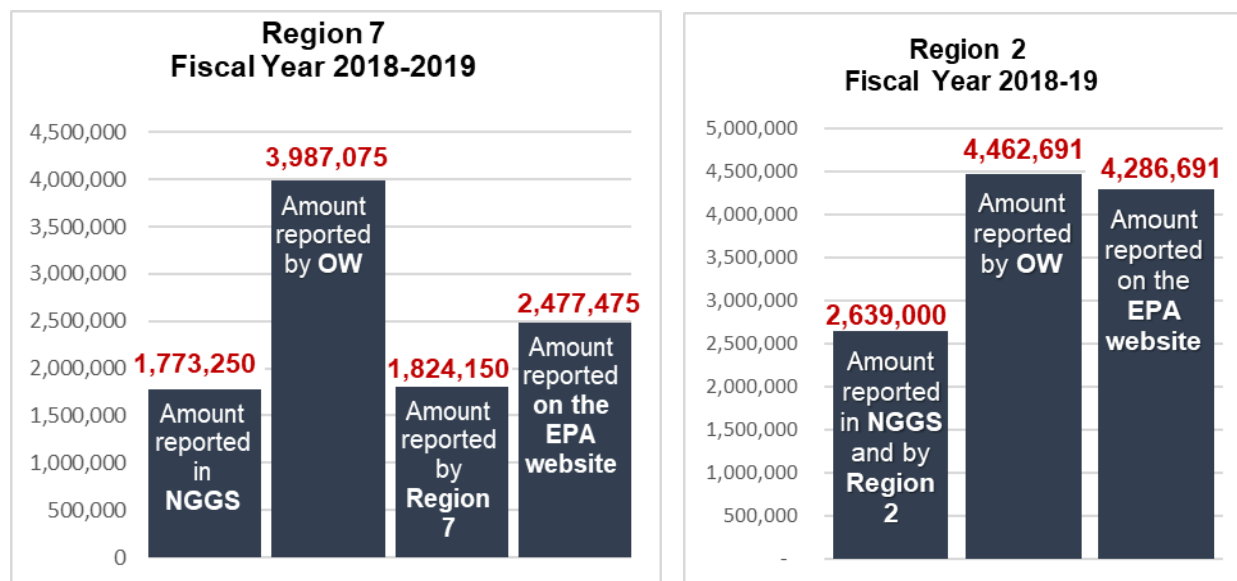 Region 7
Fiscal Year 2018-2019
4,500,000
4,000,000
3,500,000
3,000,000
2,500,000
2,000,000
1,500,000
1,000,000
500,000
0
1,773,250
Amount
reported
in
NGGS
3,987,075
Amount
reported
by OW
1,824,150
Amount
reported
by
Region
7
2,477,475
Amount
reported
on the
EPA
website
Region 2
Fiscal Year 2018-19
5,000,000
4,500,000
4,000,000
3,500,000
3,000,000
2,500,000
2,000,000
1,500,000
1,000,000
500,000
-
2,639,000
Amount
reported
in NGGS
and by
Region
2
4,462,691
Amount
reported
by OW
4,286,691
Amount
reported
on the
EPA
website